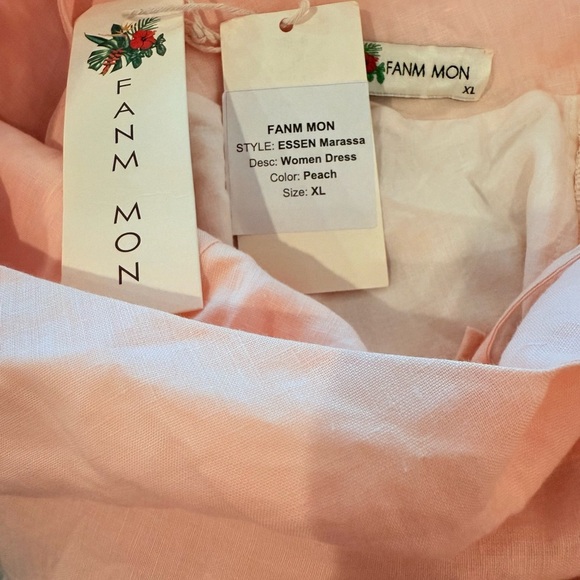 FANM MON
FANM MON
STYLE: ESSEN Marassa
Desc: Women Dress
Color: Peach
Size: XL
FANM MON
XL